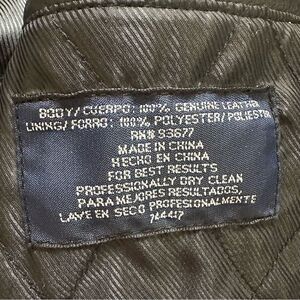 BODY/CUERPO: 100% GENUINE LEATHER
LINING/FORRO: 100% POLYESTER/POLIESTER
RN# 93677
MADE IN CHINA
HECHO EN CHINA
FOR BEST RESULTS
PROFESSIONALLY DRY CLEAN
PARA MEJORES RESULTADOS,
LAVE EN SECO PROFESIONALMENTE
744417